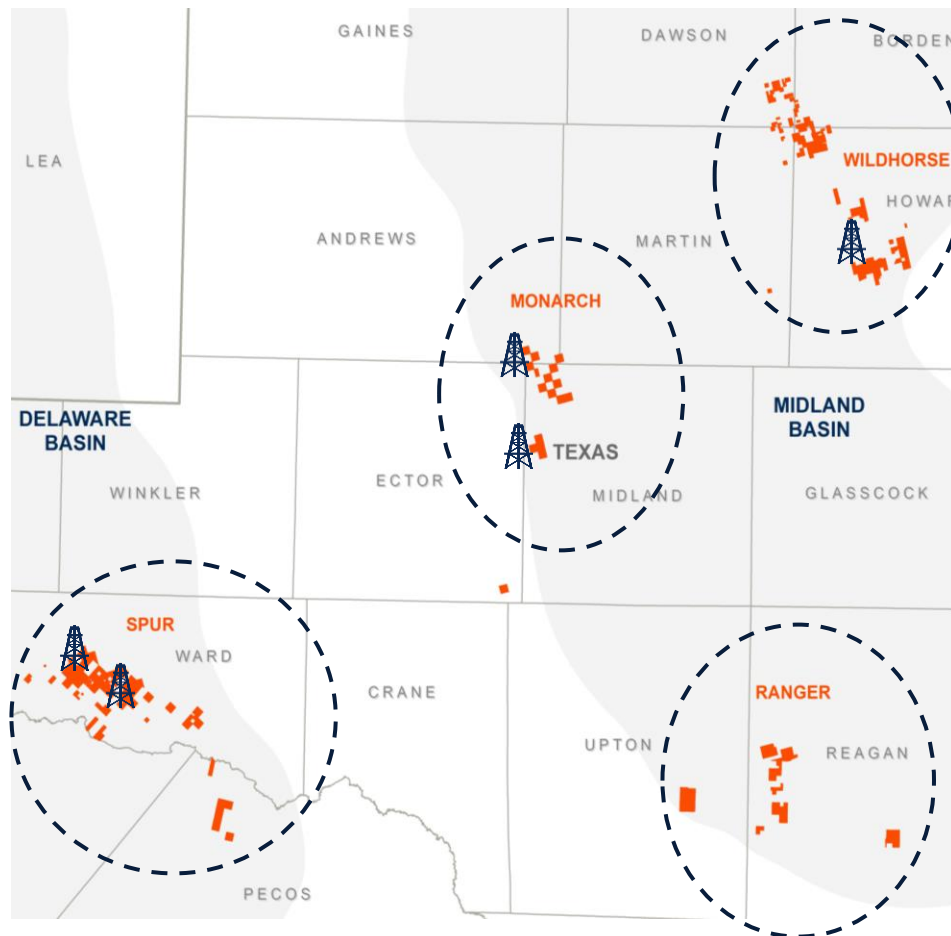 GAINES
DAWSON
BORDEN
LEA
WILDHORSE
HOWAR
ANDREWS
MARTIN
MONARCH
DELAWARE
BASIN
MIDLAND
BASIN
TEXAS
WINKLER
ECTOR
MIDLAND
GLASSCOCK
SPUR
WARD
CRANE
RANGER
UPTON
REAGAN
PECOS